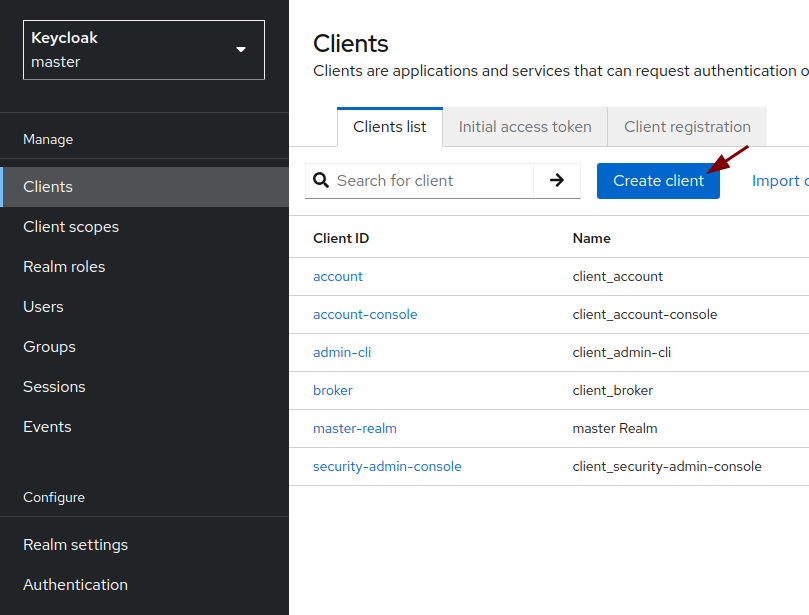 Keycloak
master
Manage
Clients
Client scopes
Realm roles
Users
Groups
Sessions
Events
Configure
Realm settings
Authentication
Clients
Clients are applications and services that can request authentication o
Clients list Initial access token Client registration
Search for client Create client Import
Client ID Name
account client_account
account-console client_account-console
admin-cli client_admin-cli
broker client_broker
master-realm master Realm
security-admin-console client_security-admin-console